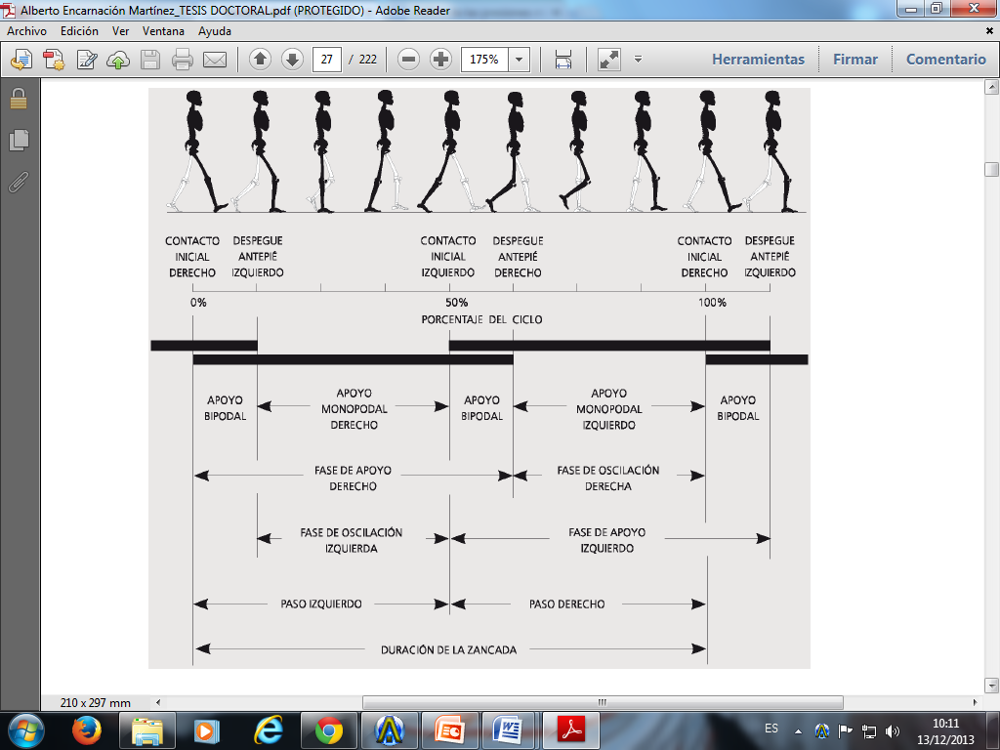 Alberto Encarnación Martínez_TESIS DOCTORAL.pdf (PROTEGIDO) - Adobe Reader
Archivo Edición Ver Ventana Ayuda
27 / 222 175% Herramientas Firmar Comentario
CONTACTO INICIAL DERECHO
DESPEGUE ANTEPIÉ IZQUIERDO
CONTACTO INICIAL IZQUIERDO
DESPEGUE ANTEPIÉ DERECHO
CONTACTO INICIAL DERECHO
DESPEGUE ANTEPIÉ IZQUIERDO
0% 50% 100%
PORCENTAJE DEL CICLO
APOYO BIPODAL
APOYO MONOPODAL DERECHO
APOYO BIPODAL
APOYO MONOPODAL IZQUIERDO
APOYO BIPODAL
FASE DE APOYO DERECHO
FASE DE OSCILACIÓN DERECHA
FASE DE OSCILACIÓN IZQUIERDA
FASE DE APOYO IZQUIERDO
PASO IZQUIERDO PASO DERECHO
DURACIÓN DE LA ZANCADA
210 x 297 mm
ES 10:11
13/12/2013